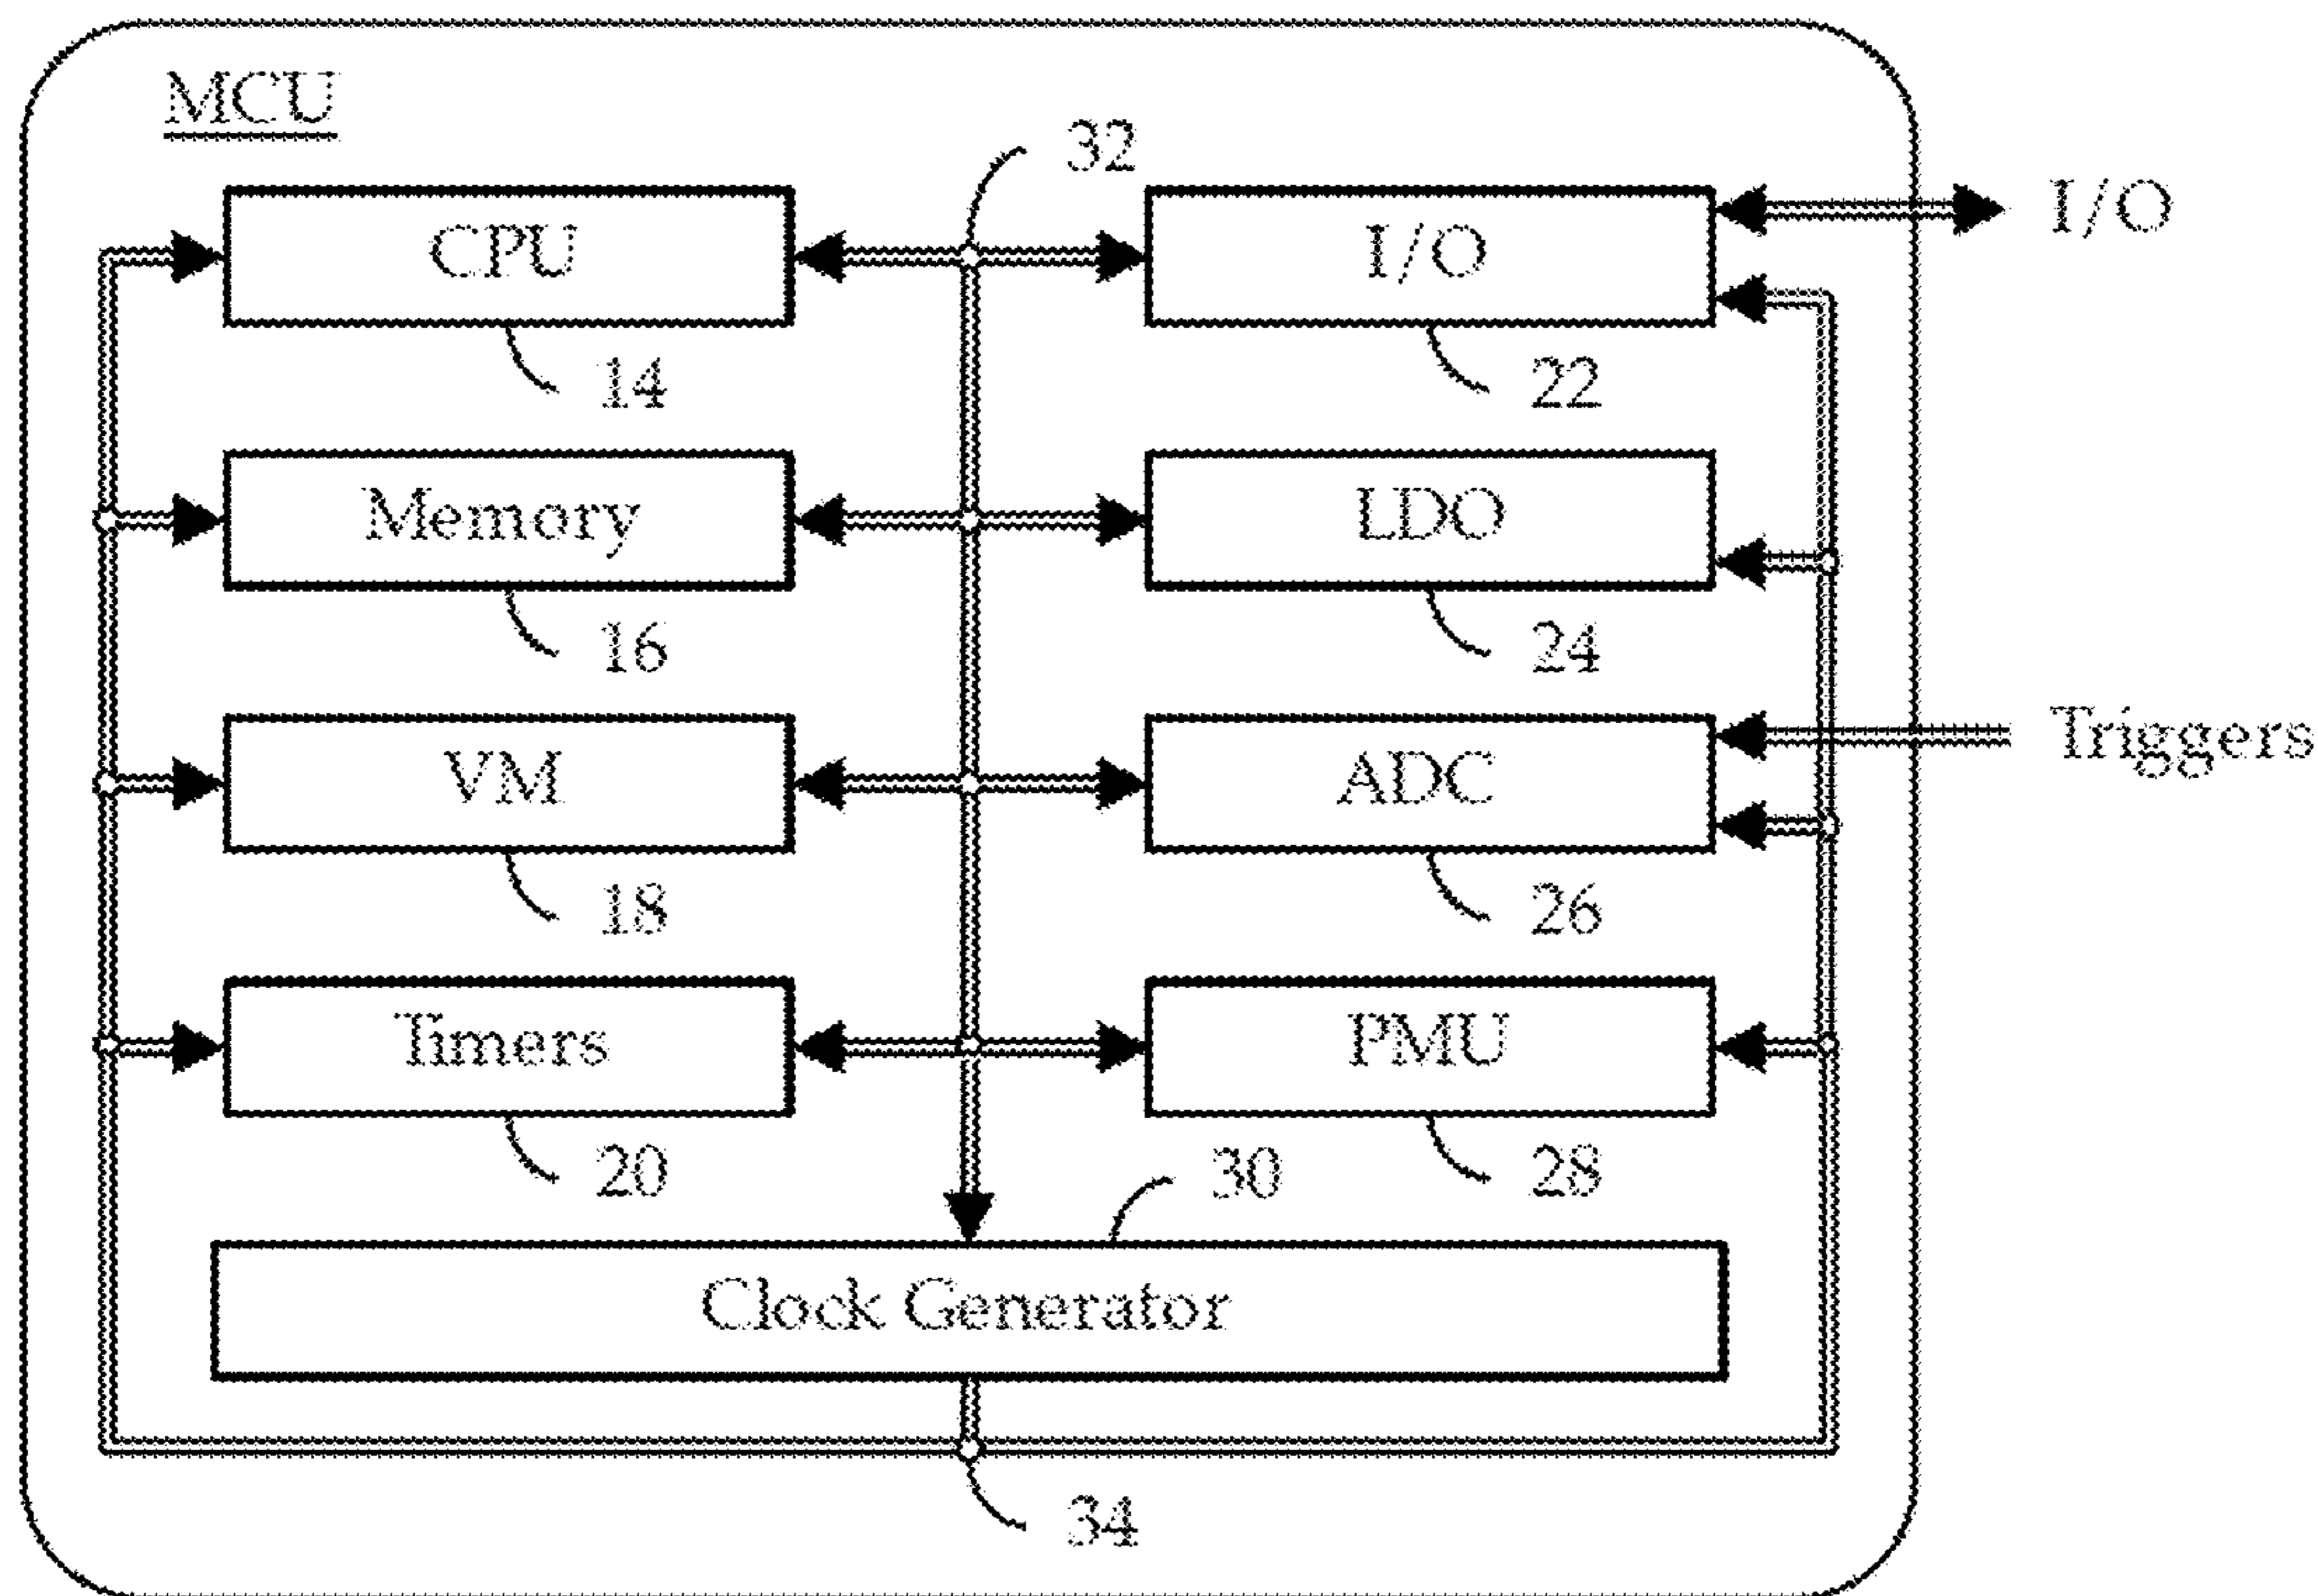 MCU
32
CPU
I/O
I/O
14
22
Memory
LDO
16
24
Triggers
VM
ADC
18
26
Timers
PMU
20
30
28
Clock Generator
34